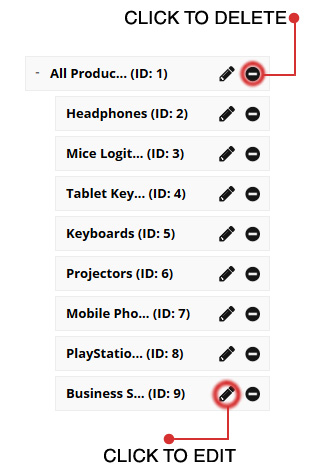 CLICK TO DELETE
- All Produc... (ID: 1)
Headphones (ID: 2)
Mice Logit... (ID: 3)
Tablet Key... (ID: 4)
Keyboards (ID: 5)
Projectors (ID: 6)
Mobile Pho... (ID: 7)
PlayStatio... (ID: 8)
Business S... (ID: 9)
CLICK TO EDIT